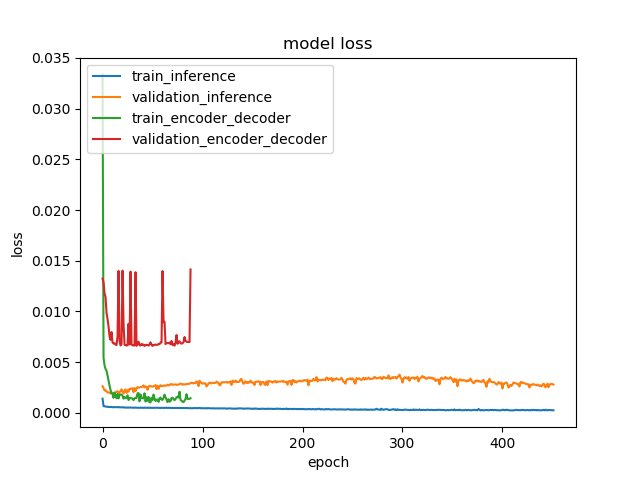 model loss
train_inference
validation_inference
train_encoder_decoder
validation_encoder_decoder
0.035
0.030
0.025
0.020
0.015
0.010
0.005
0.000
loss
0 100 200 300 400
epoch